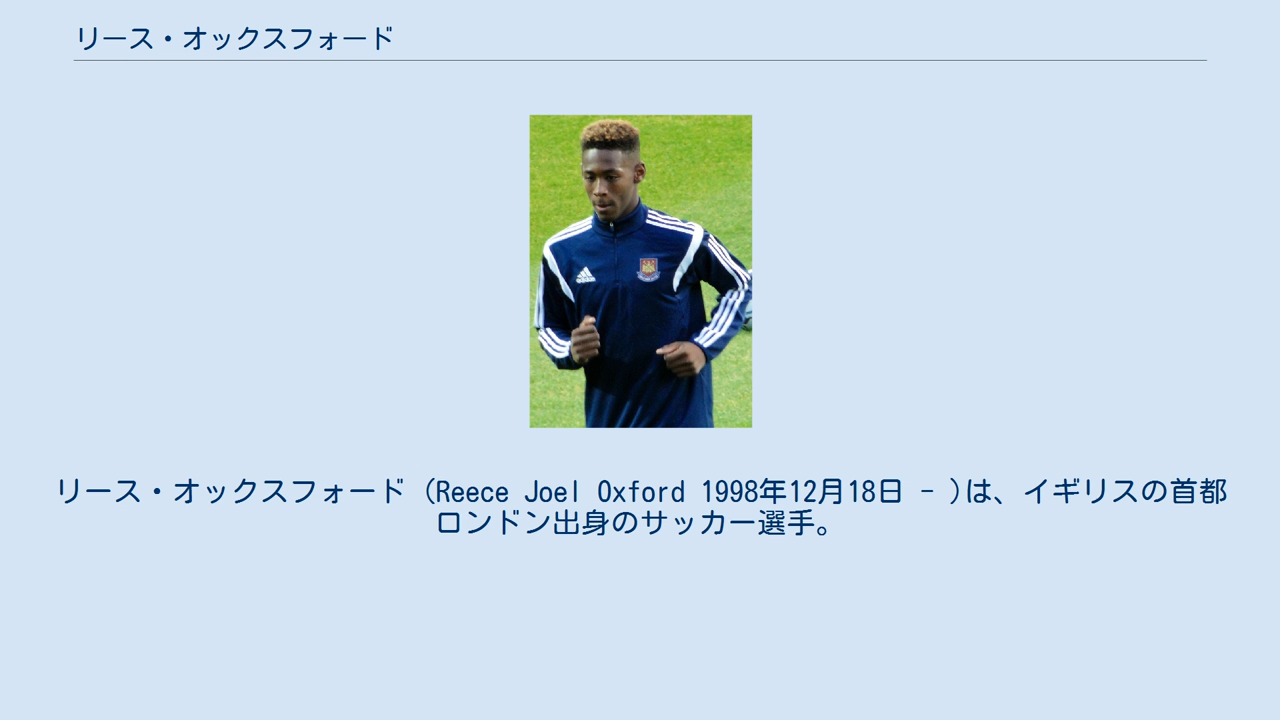 リース・オックスフォード
adidas
リース・オックスフォード (Reece Joel Oxford 1998年12月18日 - )は、イギリスの首都
ロンドン出身のサッカー選手。